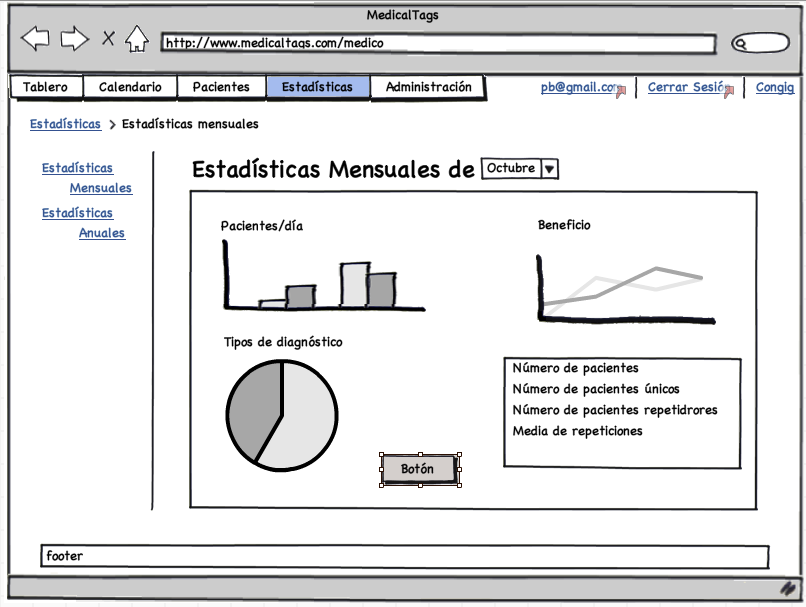 MedicalTags
http://www.medicaltags.com/medico
Tablero Calendario Pacientes Estadísticas Administración pb@gmail.com Cerrar Sesión Congig
Estadísticas > Estadísticas mensuales
Estadísticas
Mensuales
Estadísticas
Anuales
Estadísticas Mensuales de Octubre
Pacientes/día
Beneficio
Tipos de diagnóstico
Número de pacientes
Número de pacientes únicos
Número de pacientes repetidrores
Media de repeticiones
Botón
footer